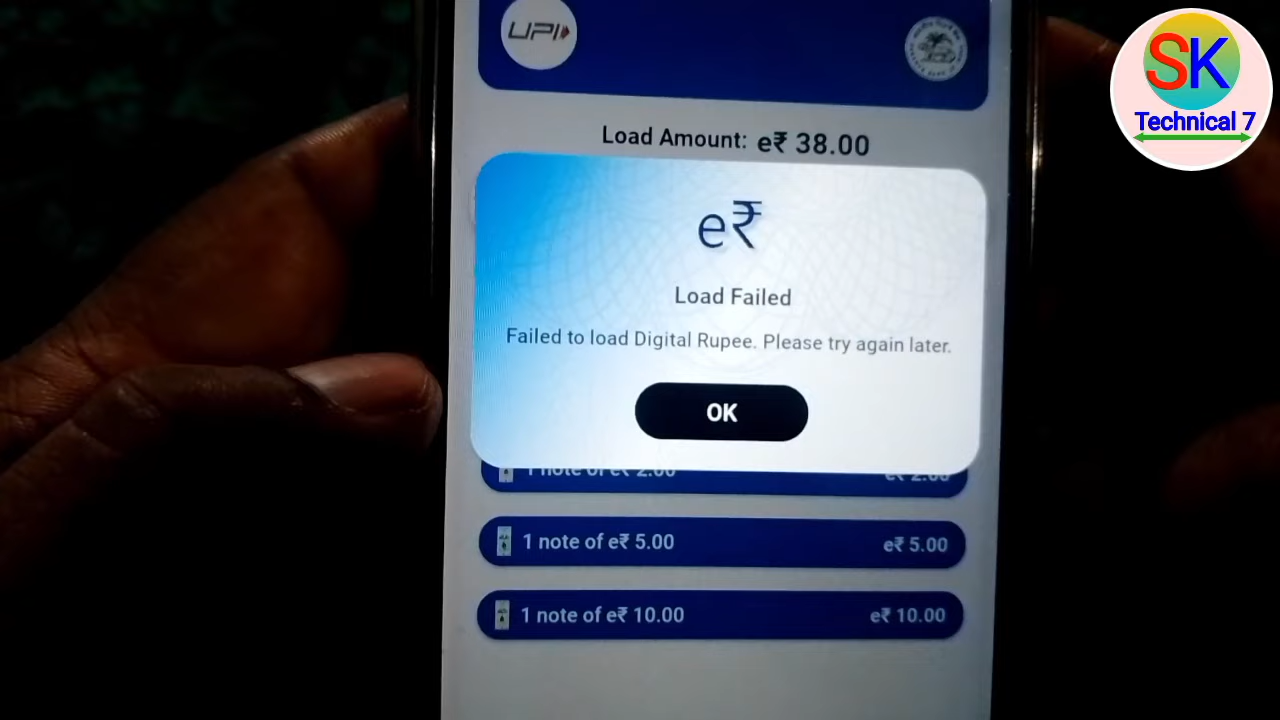 UPI
SK
Technical 7
Load Amount: e₹ 38.00
e₹
Load Failed
Failed to load Digital Rupee. Please try again later.
OK
1 note of e₹ 2.00 e₹ 2.00
1 note of e₹ 5.00 e₹ 5.00
1 note of e₹ 10.00 e₹ 10.00